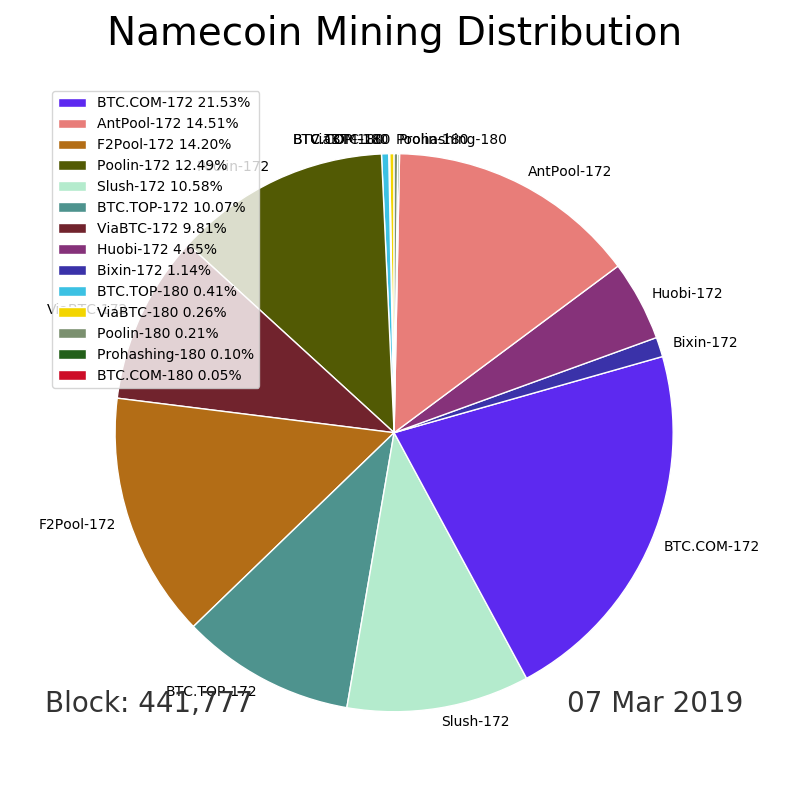 Namecoin Mining Distribution
BTC.COM-172 21.53%
AntPool-172 14.51%
F2Pool-172 14.20%
Poolin-172 12.49%
Slush-172 10.58%
BTC.TOP-172 10.07%
ViaBTC-172 9.81%
Huobi-172 4.65%
Bixin-172 1.14%
BTC.TOP-180 0.41%
ViaBTC-180 0.26%
Poolin-180 0.21%
Prohashing-180 0.10%
BTC.COM-180 0.05%
Prohashing-180
AntPool-172
Huobi-172
Bixin-172
BTC.COM-172
F2Pool-172
BTC.TOP-172
Slush-172
Block: 441,777
07 Mar 2019